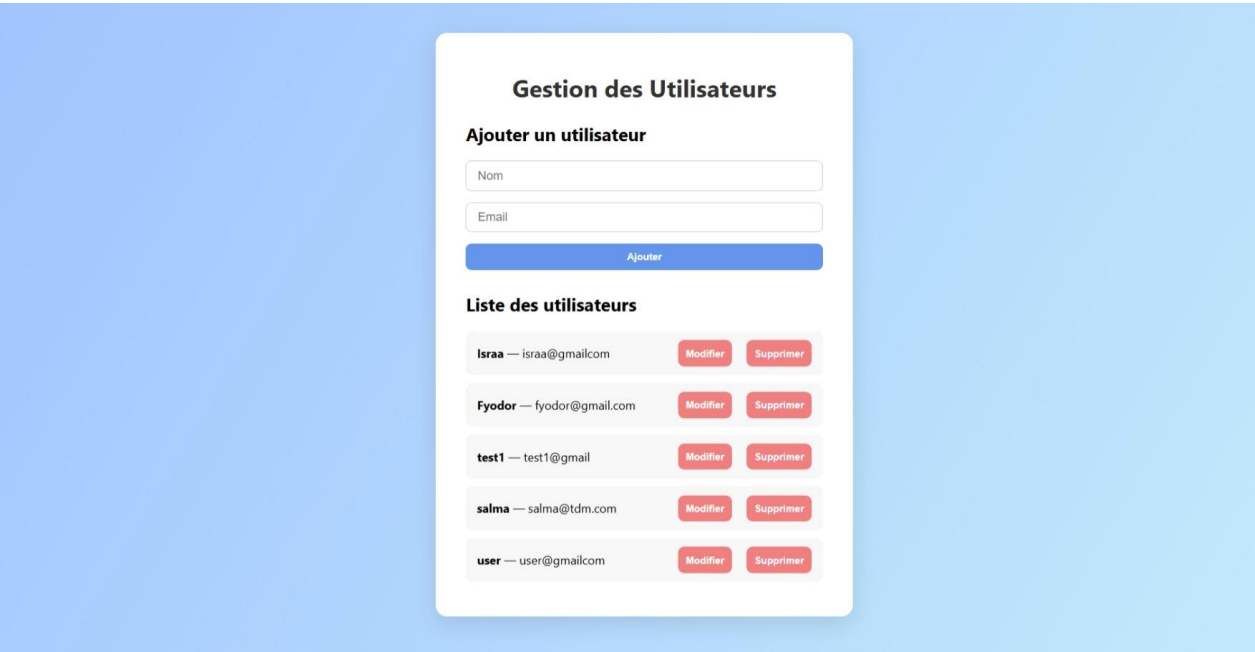 Gestion des Utilisateurs
Ajouter un utilisateur
Nom
Email
Ajouter
Liste des utilisateurs
Israa — israa@gmailcom Modifier Supprimer
Fyodor — fyodor@gmail.com Modifier Supprimer
test1 — test1@gmail Modifier Supprimer
salma — salma@tdm.com Modifier Supprimer
user — user@gmailcom Modifier Supprimer